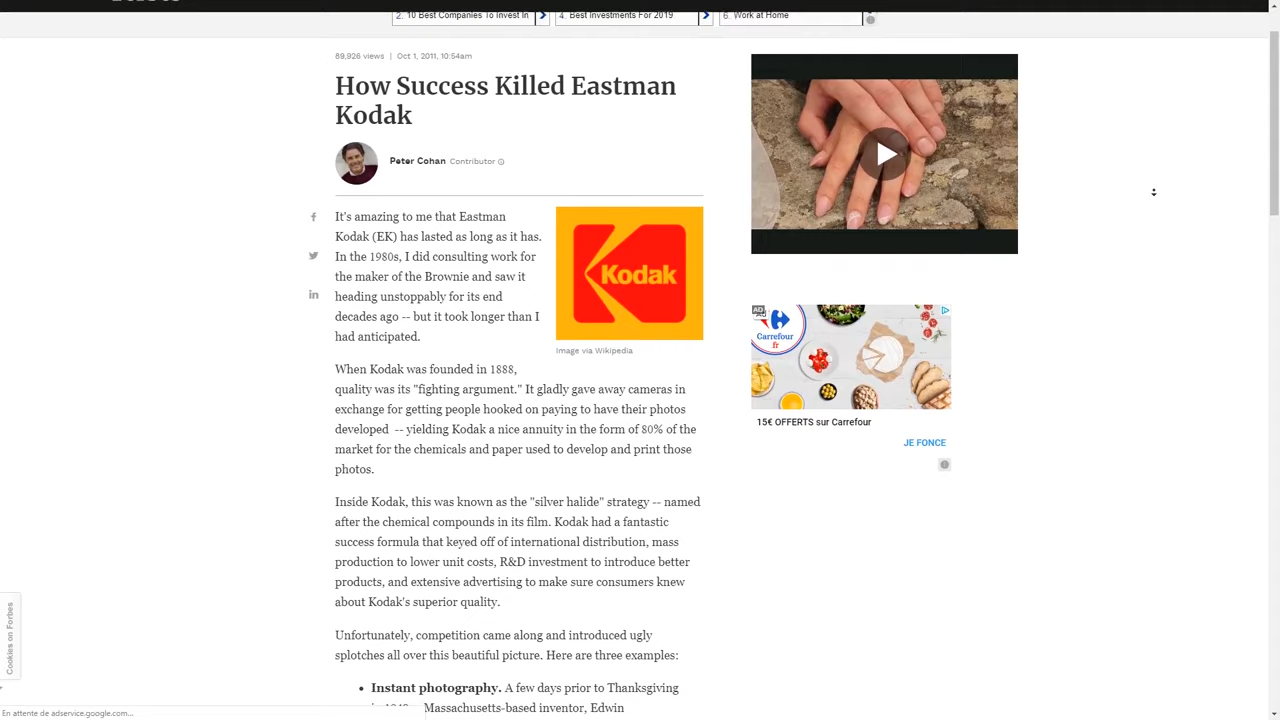 2. 10 Best Companies To Invest In
4. Best Investments For 2019
6. Work at Home
89,926 views | Oct 1, 2011, 10:54am
How Success Killed Eastman
Kodak
Peter Cohan Contributor
It's amazing to me that Eastman
Kodak (EK) has lasted as long as it has.
In the 1980s, I did consulting work for
the maker of the Brownie and saw it
heading unstoppably for its end
decades ago -- but it took longer than I
had anticipated.
Kodak
Image via Wikipedia
When Kodak was founded in 1888,
quality was its "fighting argument." It gladly gave away cameras in
exchange for getting people hooked on paying to have their photos
developed -- yielding Kodak a nice annuity in the form of 80% of the
market for the chemicals and paper used to develop and print those
photos.
Inside Kodak, this was known as the "silver halide" strategy -- named
after the chemical compounds in its film. Kodak had a fantastic
success formula that keyed off of international distribution, mass
production to lower unit costs, R&D investment to introduce better
products, and extensive advertising to make sure consumers knew
about Kodak's superior quality.
Unfortunately, competition came along and introduced ugly
splotches all over this beautiful picture. Here are three examples:
• Instant photography. A few days prior to Thanksgiving
Massachusetts-based inventor, Edwin
AD
Carrefour
fr
15€ OFFERTS sur Carrefour
JE FONCE
Cookies on Forbes
En attente de adservice.google.com...